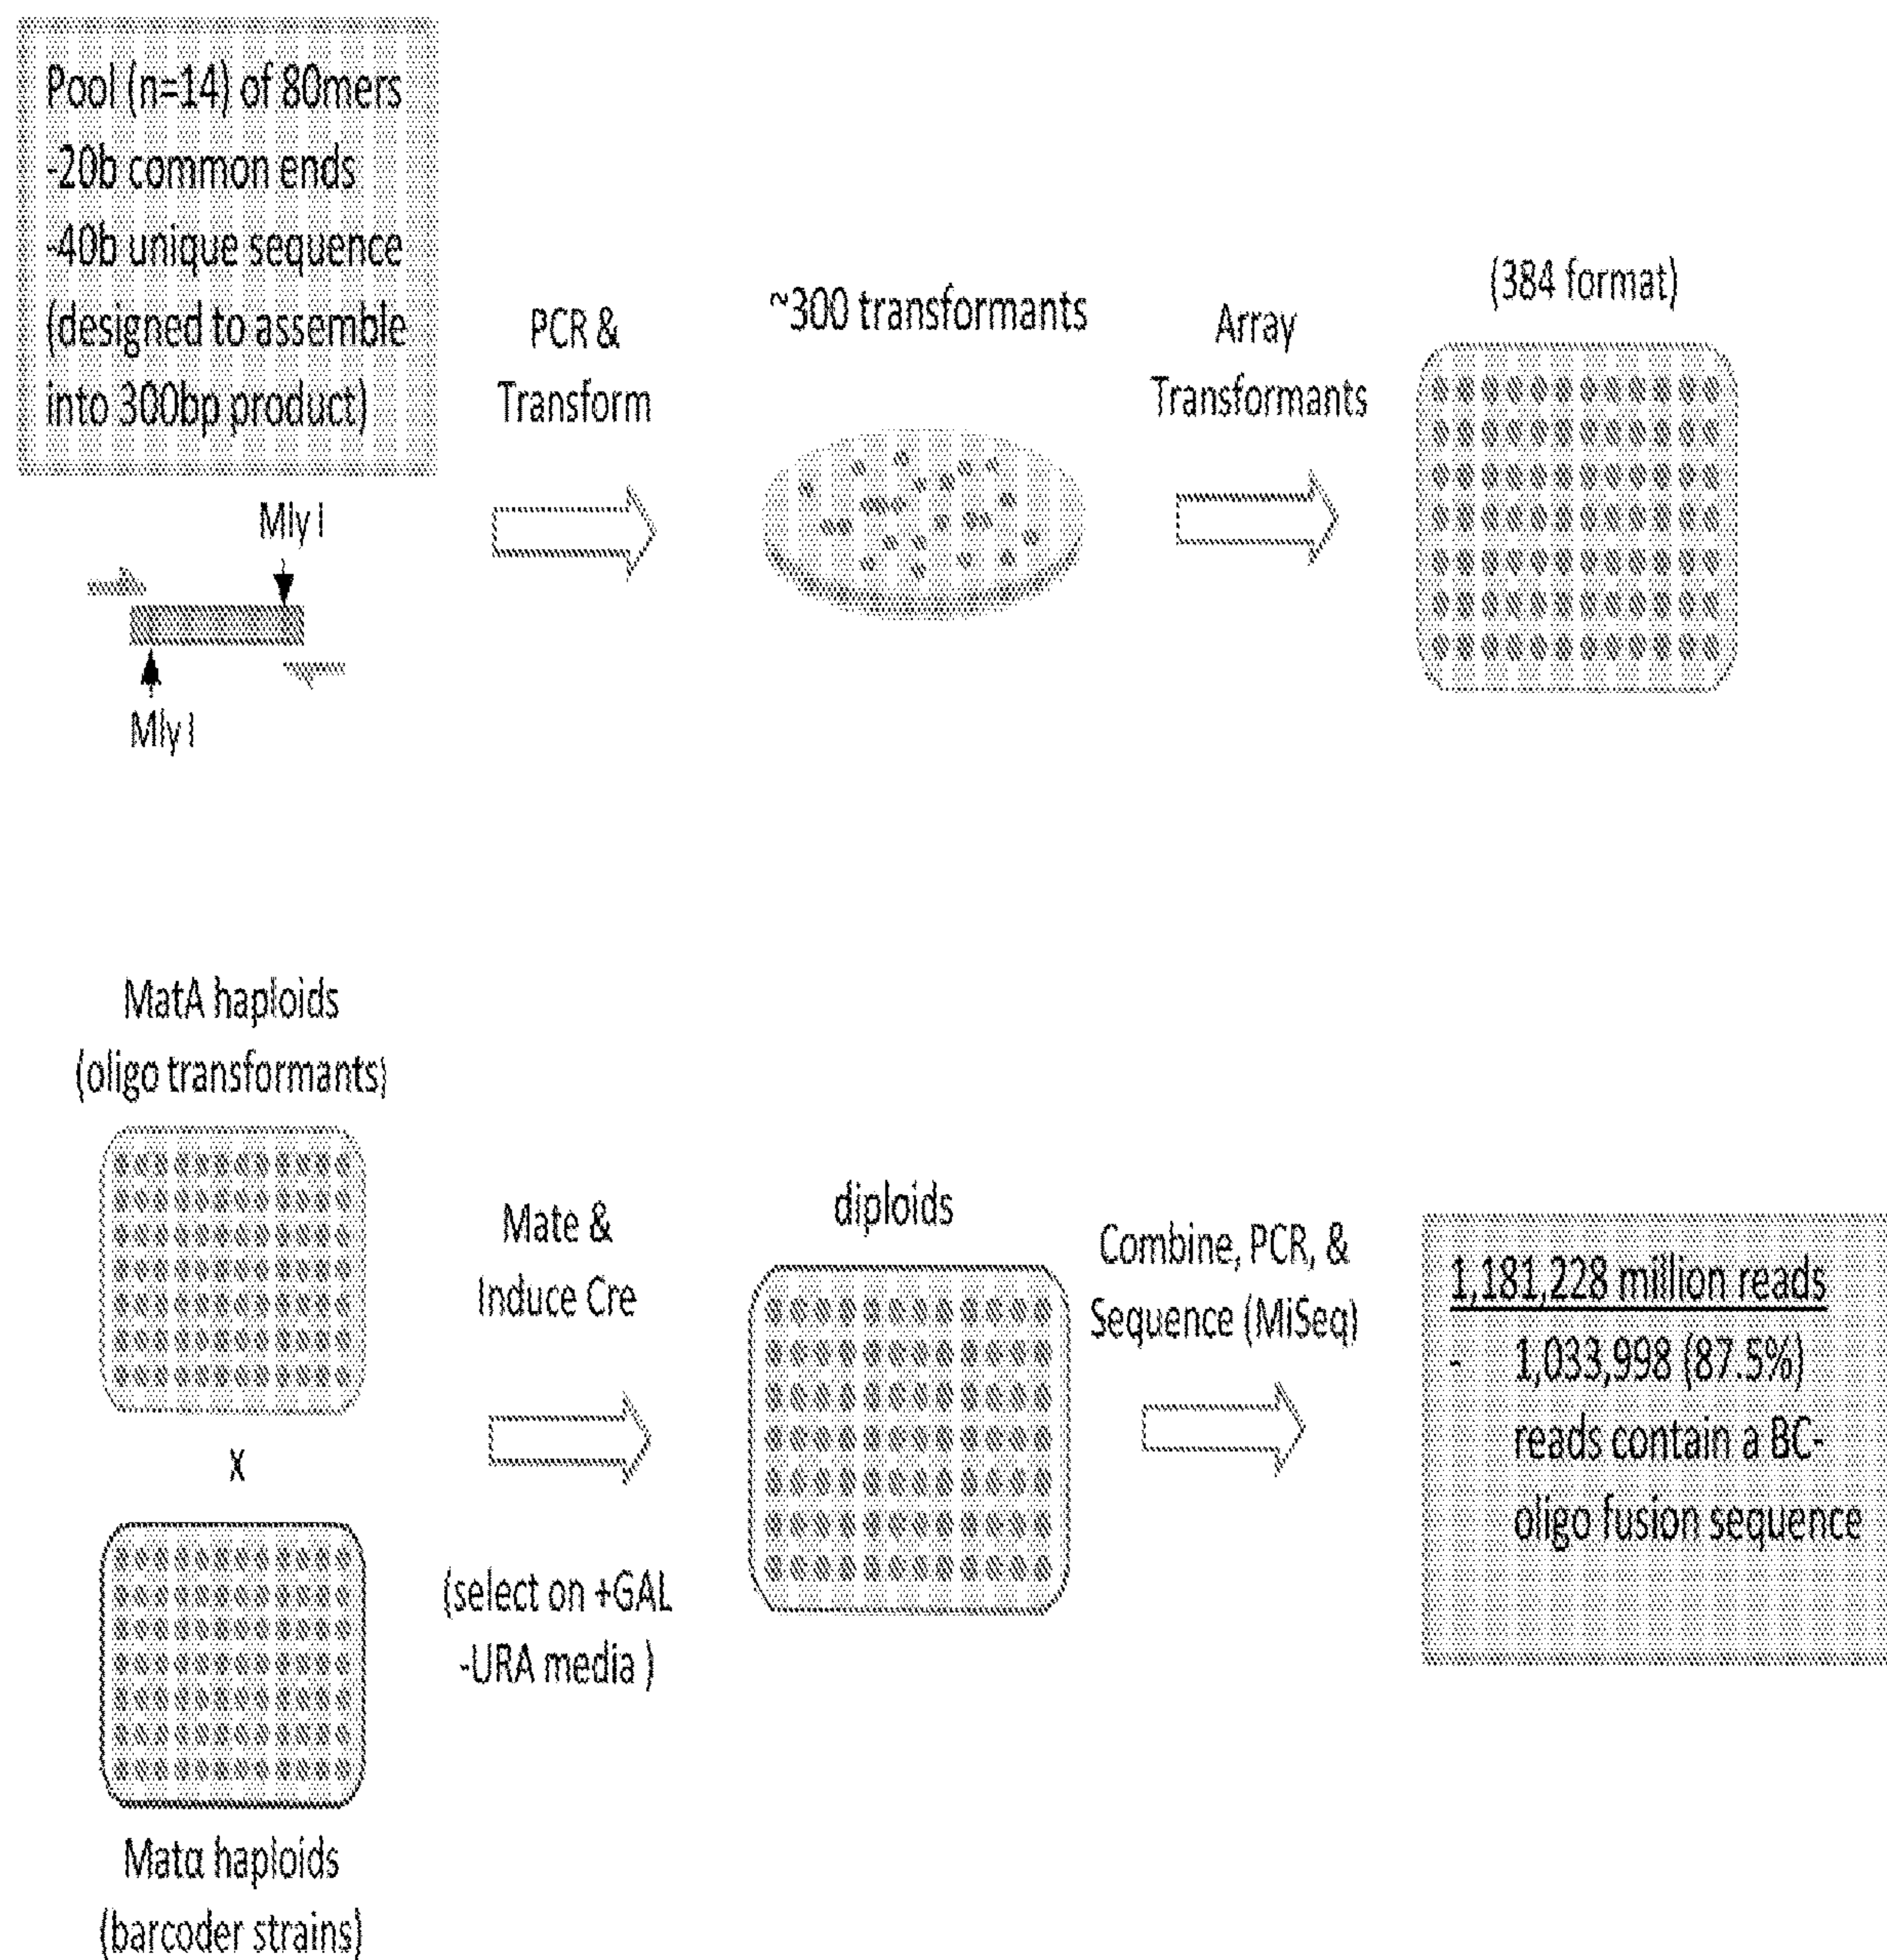 Pool (n=14) of 80mers
-20b common ends
-40b unique sequence
(designed to assemble
into 300bp product)
Mly I
Mly I
PCR &
Transform
~300 transformants
Array
Transformants
(384 format)
MatA haploids
(oligo transformants)
X
Matα haploids
(barcoder strains)
Mate &
Induce Cre
(select on +GAL
-URA media )
diploids
Combine, PCR, &
Sequence (MiSeq)
1,181,228 million reads
- 1,033,998 (87.5%)
reads contain a BC-
oligo fusion sequence